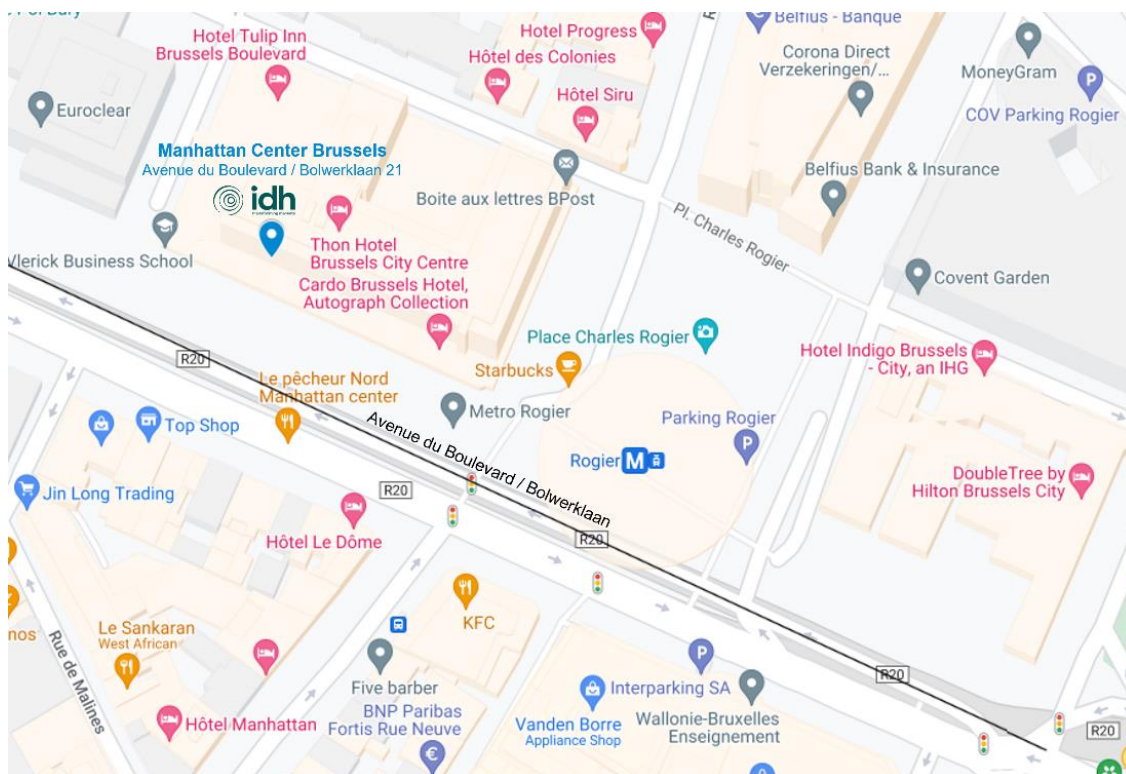 Belfius - Banque
Hotel Progress
Hotel Tulip Inn
Brussels Boulevard
Hôtel des Colonies
Corona Direct
Verzekeringen/...
MoneyGram
Hôtel Siru
Euroclear
COV Parking Rogier
Manhattan Center Brussels
Avenue du Boulevard / Bolwerklaan 21
Belfius Bank & Insurance
idh
Boite aux lettres BPost
Pl. Charles Rogier
Thon Hotel
Brussels City Centre
Vlerick Business School
Cardo Brussels Hotel,
Autograph Collection
Covent Garden
Place Charles Rogier
Hotel Indigo Brussels
- City, an IHG
R20
Starbucks
Le pêcheur Nord
Manhattan center
Metro Rogier
Parking Rogier
Top Shop
Avenue du Boulevard / Bolwerklaan
Rogier M
DoubleTree by
Hilton Brussels City
R20
Jin Long Trading
Hôtel Le Dôme
R20
KFC
nos
Le Sankaran
West African
Rue de Malines
Five barber
Interparking SA
R20
BNP Paribas
Fortis Rue Neuve
Hôtel Manhattan
Vanden Borre
Appliance Shop
Wallonie-Bruxelles
Enseignement
R20